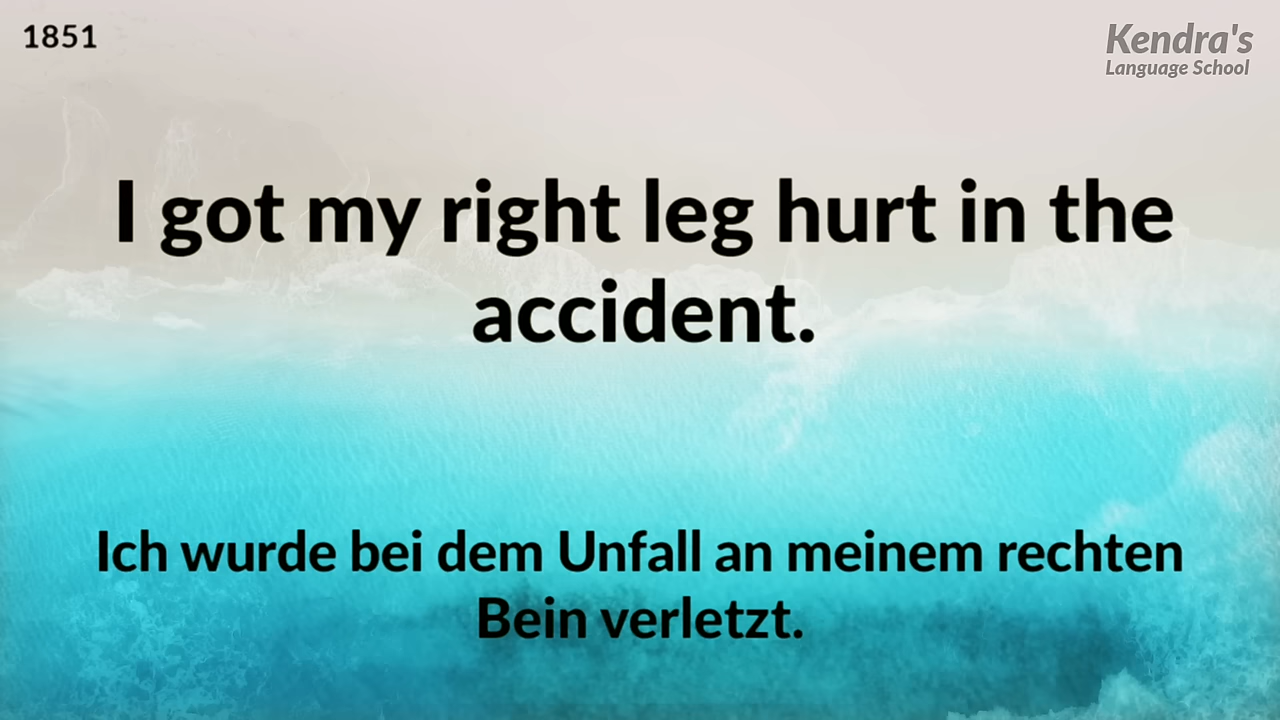 1851
Kendra's
Language School
I got my right leg hurt in the
accident.
Ich wurde bei dem Unfall an meinem rechten
Bein verletzt.